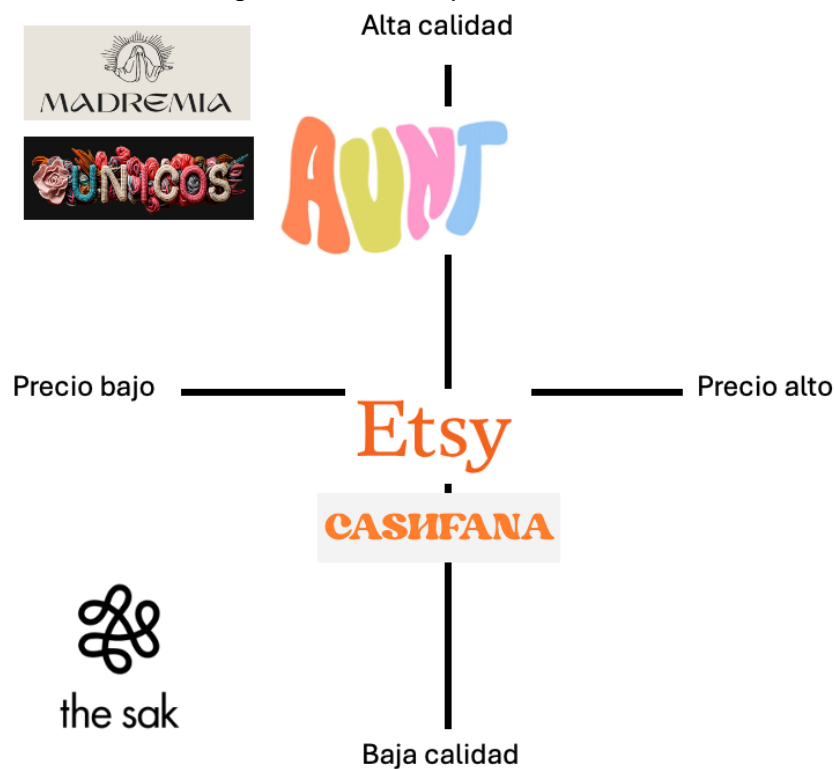 Alta calidad
MADREMIA
UNICOS
AUNT
Precio bajo
Precio alto
Etsy
CASHFANA
the sak
Baja calidad